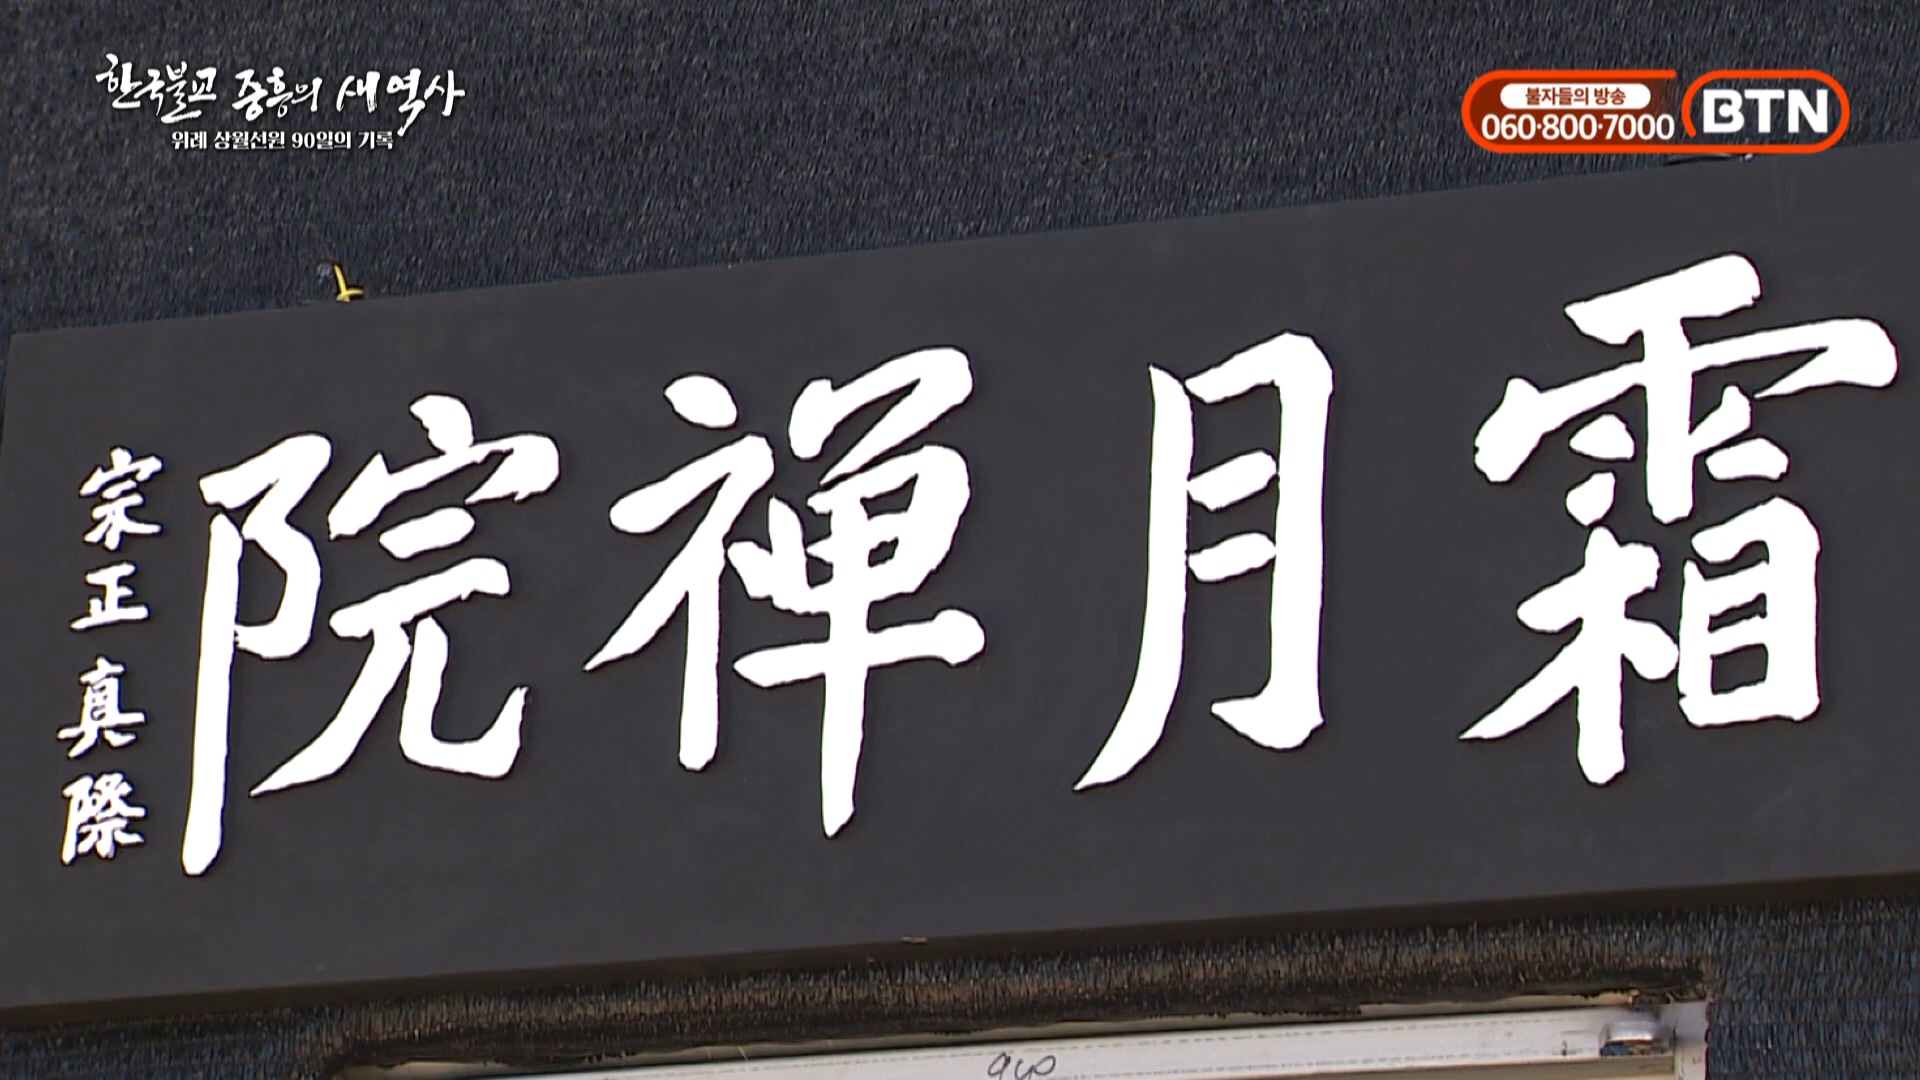 한국불교 중흥의 새 역사
위례 상월선원 90일의 기록
불자들의 방송
060·800·7000
BTN
霜月禅院
宗正 真際
940